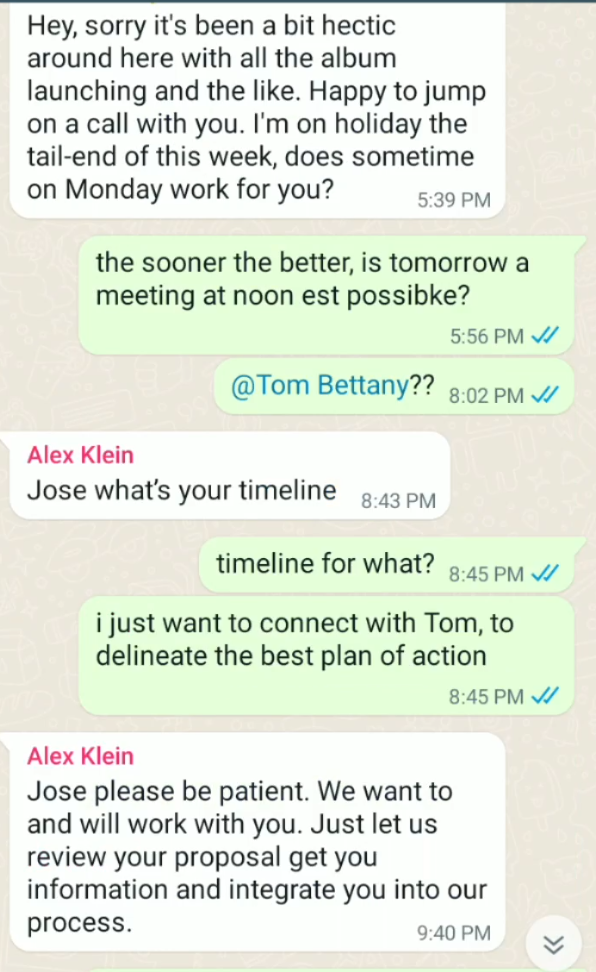 Hey, sorry it's been a bit hectic
around here with all the album
launching and the like. Happy to jump
on a call with you. I'm on holiday the
tail-end of this week, does sometime
on Monday work for you?
5:39 PM
the sooner the better, is tomorrow a
meeting at noon est possibke?
5:56 PM
@Tom Bettany?? 8:02 PM
Alex Klein
Jose what's your timeline 8:43 PM
timeline for what? 8:45 PM
i just want to connect with Tom, to
delineate the best plan of action
8:45 PM
Alex Klein
Jose please be patient. We want to
and will work with you. Just let us
review your proposal get you
information and integrate you into our
process.
9:40 PM